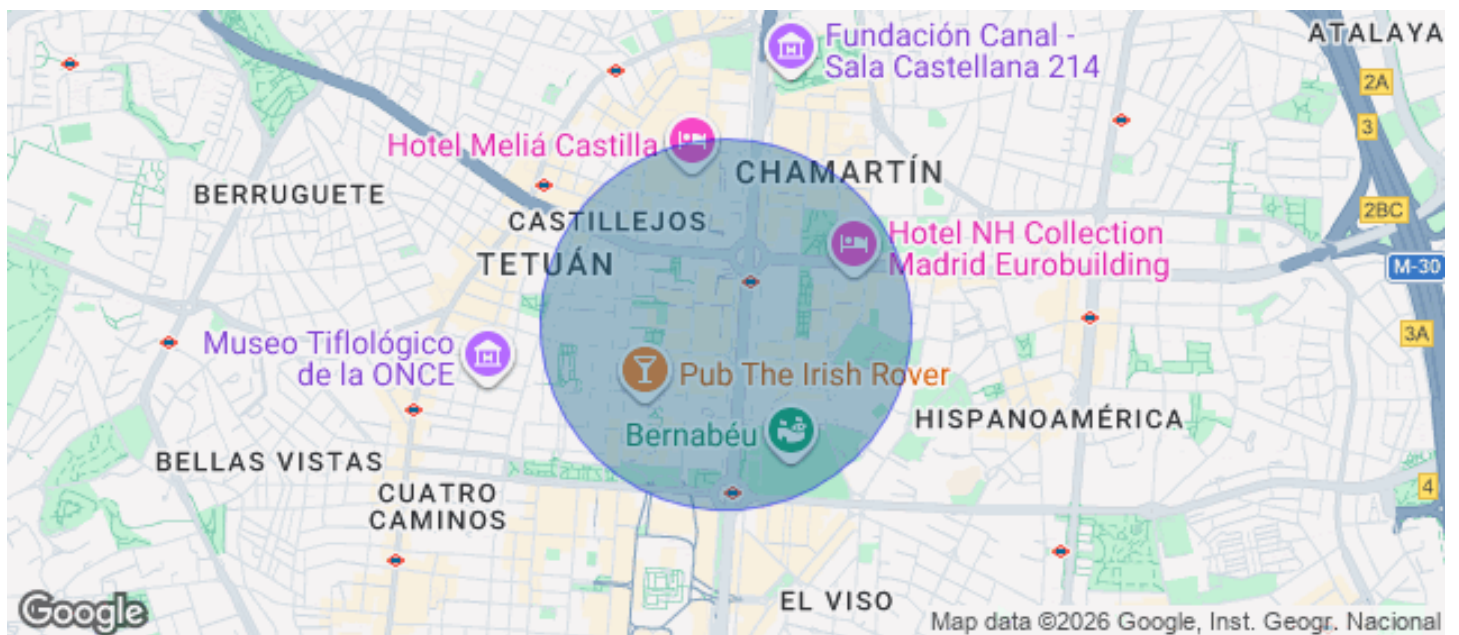 Fundación Canal -
Sala Castellana 214
ATALAYA
2A
3
Hotel Meliá Castilla
CHAMARTÍN
BERRUGUETE
CASTILLEJOS
2BC
Hotel NH Collection
Madrid Eurobuilding
TETUÁN
M-30
3A
Museo Tiflológico
de la ONCE
Pub The Irish Rover
HISPANOAMÉRICA
Bernabéu
BELLAS VISTAS
CUATRO
CAMINOS
4
EL VISO
Google
Map data ©2026 Google, Inst. Geogr. Nacional